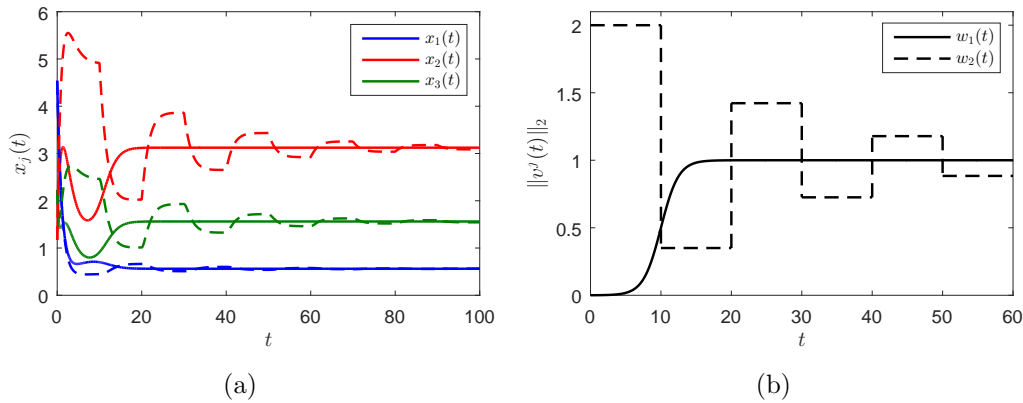 6
5
4
3
2
1
0
x_j(t)
x_1(t)
x_2(t)
x_3(t)
0 20 40 60 80 100
t
(a)
2
1.5
1
0.5
0
||v^j(t)||_2
w_1(t)
w_2(t)
0 10 20 30 40 50 60
t
(b)